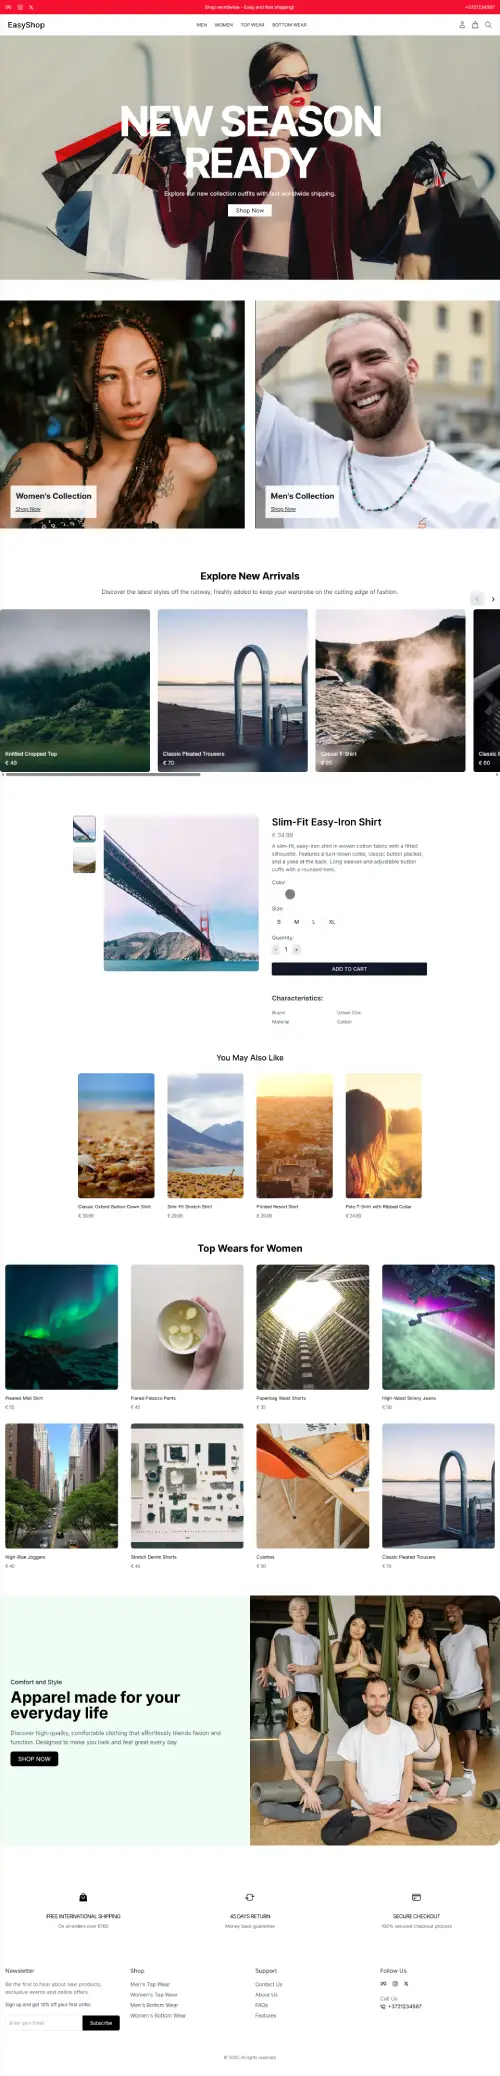 Shop worldwide - Easy and fast shipping!
+3721234567
EasyShop
MEN WOMEN TOP WEAR BOTTOM WEAR
NEW SEASON
READY
Explore our new collection outfits with fast worldwide shipping.
Shop Now
Women's Collection
Shop Now
Men's Collection
Shop Now
Explore New Arrivals
Discover the latest styles off the runway, freshly added to keep your wardrobe on the cutting adge of fashion.
Knitted Cropped Top
€ 40
Classic Pleated Trousers
€ 70
Casual T-Shirt
€ 25
€ 60
Slim-Fit Easy-Iron Shirt
€ 34.99
A slim-fit, easy-iron shirt in woven cotton fabric with a fitted
silhouette. Features a turn-down collar, classic button placket,
and a yoke at the back. Long sleeves and adjustable button
cuffs with a rounded hem.
Color:
Size:
S M L XL
Quantity:
- 1 +
ADD TO CART
Characteristics:
Brand Urban Chic
Material Cotton
You May Also Like
Classic Oxford Button-Down Shirt
€ 39.99
Slim-Fit Stretch Shirt
€ 29.99
Printed Resort Shirt
€ 29.99
Polo T-Shirt with Ribbed Collar
€ 24.99
Top Wears for Women
Pleated Midi Skirt
€ 55
Flared Palazzo Pants
€ 45
Paperbag Waist Shorts
€ 35
High-Waist Skinny Jeans
€ 50
High-Rise Joggers
€ 40
Stretch Denim Shorts
€ 40
Culottes
€ 50
Classic Pleated Trousers
€ 70
Comfort and Style
Apparel made for your
everyday life
Discover high-quality, comfortable clothing that effortlessly blends fasion and
function. Designed to make you look and feel great every day.
SHOP NOW
FREE INTERNATIONAL SHIPPING
On all orders over €100
45 DAYS RETURN
Money back guarantee
SECURE CHECKOUT
100% secured checkout process
Newsletter
Be the first to hear about new products,
exclusive events and online offers.
Sign up and get 10% off your first order.
Enter your Email
Subscribe
Shop
Men's Top Wear
Women's Top Wear
Men's Bottom Wear
Women's Bottom Wear
Support
Contact Us
About Us
FAQs
Features
Follow Us
Call Us
+3721234567
© 2025, All rights reserved